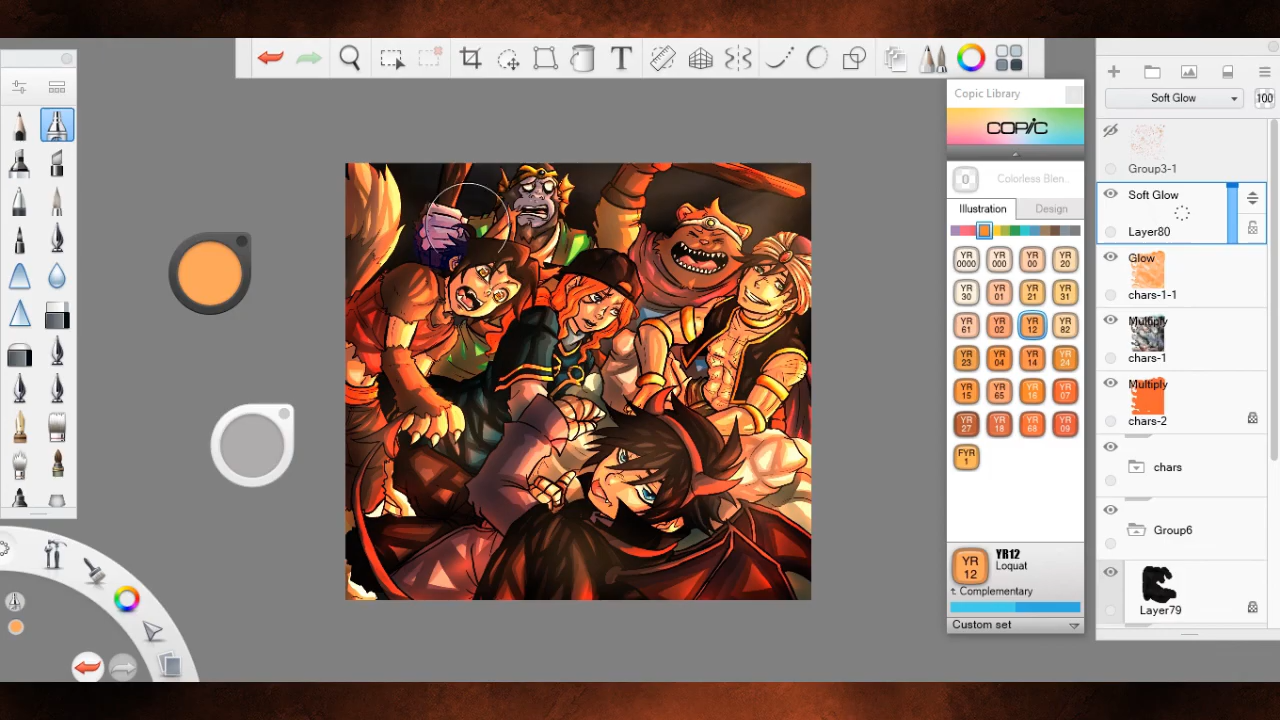 T
Copic Library
COPIC
0 Colorless Blen..
Illustration Design
YR 0000 YR 000 YR 00 YR 20
YR 30 YR 01 YR 21 YR 31
YR 61 YR 02 YR 12 YR 82
YR 23 YR 04 YR 14 YR 24
YR 15 YR 65 YR 16 YR 07
YR 27 YR 18 YR 68 YR 09
FYR 1
YR 12
YR12
Loquat
Complementary
Custom set
Soft Glow 100
Group3-1
Soft Glow
Layer80
Glow
chars-1-1
Multiply
chars-1
Multiply
chars-2
chars
Group6
Layer79